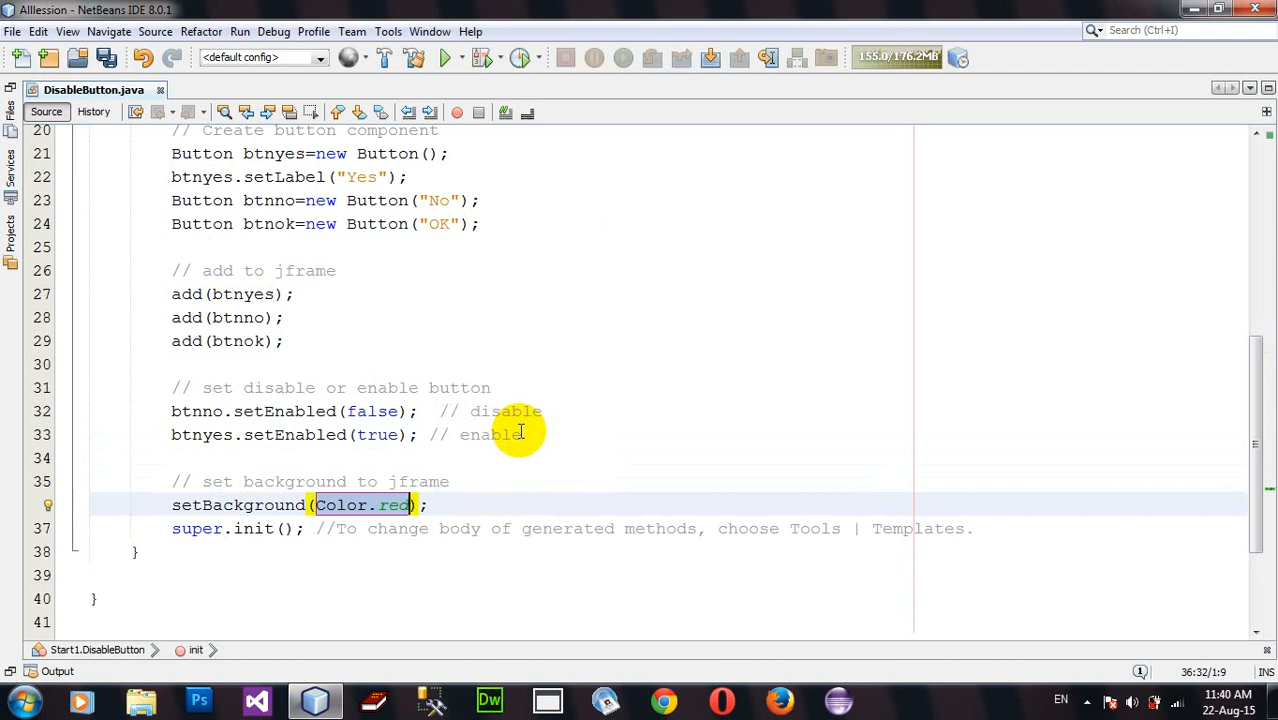 Alllession - NetBeans IDE 8.0.1
File Edit View Navigate Source Refactor Run Debug Profile Team Tools Window Help
Search (Ctrl+I)
<default config>
155.0/176.2MB
DisableButton.java
Source History
Files
Services
Projects
20 // Create button component
21 Button btnyes=new Button();
22 btnyes.setLabel("Yes");
23 Button btnno=new Button("No");
24 Button btnok=new Button("OK");
25
26 // add to jframe
27 add(btnyes);
28 add(btnno);
29 add(btnok);
30
31 // set disable or enable button
32 btnno.setEnabled(false); // disable
33 btnyes.setEnabled(true); // enable
34
35 // set background to jframe
setBackground(Color.red);
37 super.init(); //To change body of generated methods, choose Tools | Templates.
38 }
39
40 }
41
Start1.DisableButton init
Output
1
36:32/1:9 INS
Ps
Dw
EN
11:40 AM
22-Aug-15